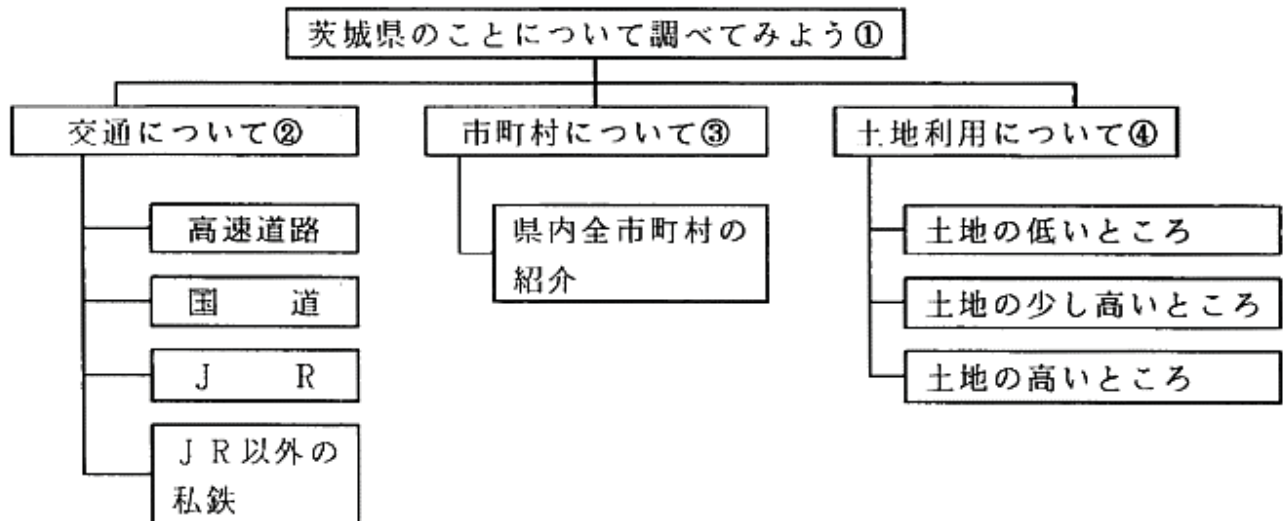 茨城県のことについて調べてみよう①
交通について②
高速道路
国道
JR
JR以外の
私鉄
市町村について③
県内全市町村の
紹介
土地利用について④
土地の低いところ
土地の少し高いところ
土地の高いところ